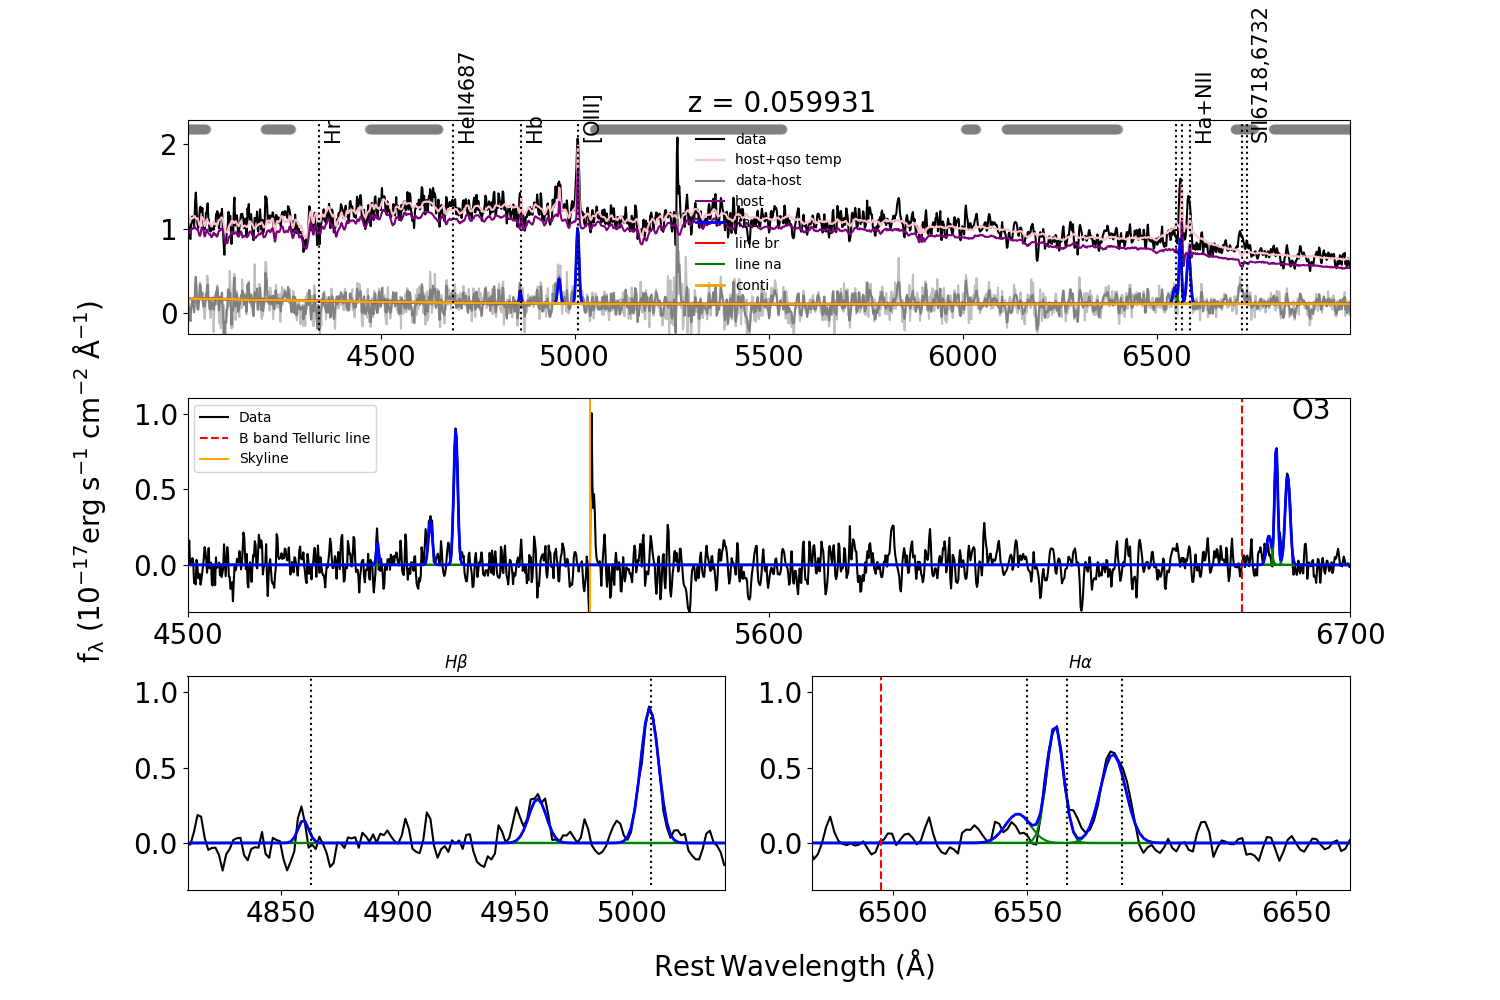 z = 0.059931
Hr
HeII4687
Hb
[OIII]
Ha+NII
SII6718,6732
data
host+qso temp
data-host
host
line br
line na
conti
2
1
0
4500 5000 5500 6000 6500
fλ (10−17erg s−1 cm−2 Å−1)
Data
B band Telluric line
Skyline
O3
1.0
0.5
0.0
4500 5600 6700
Hβ
1.0
0.5
0.0
4850 4900 4950 5000
Hα
1.0
0.5
0.0
6500 6550 6600 6650
Rest Wavelength (Å)